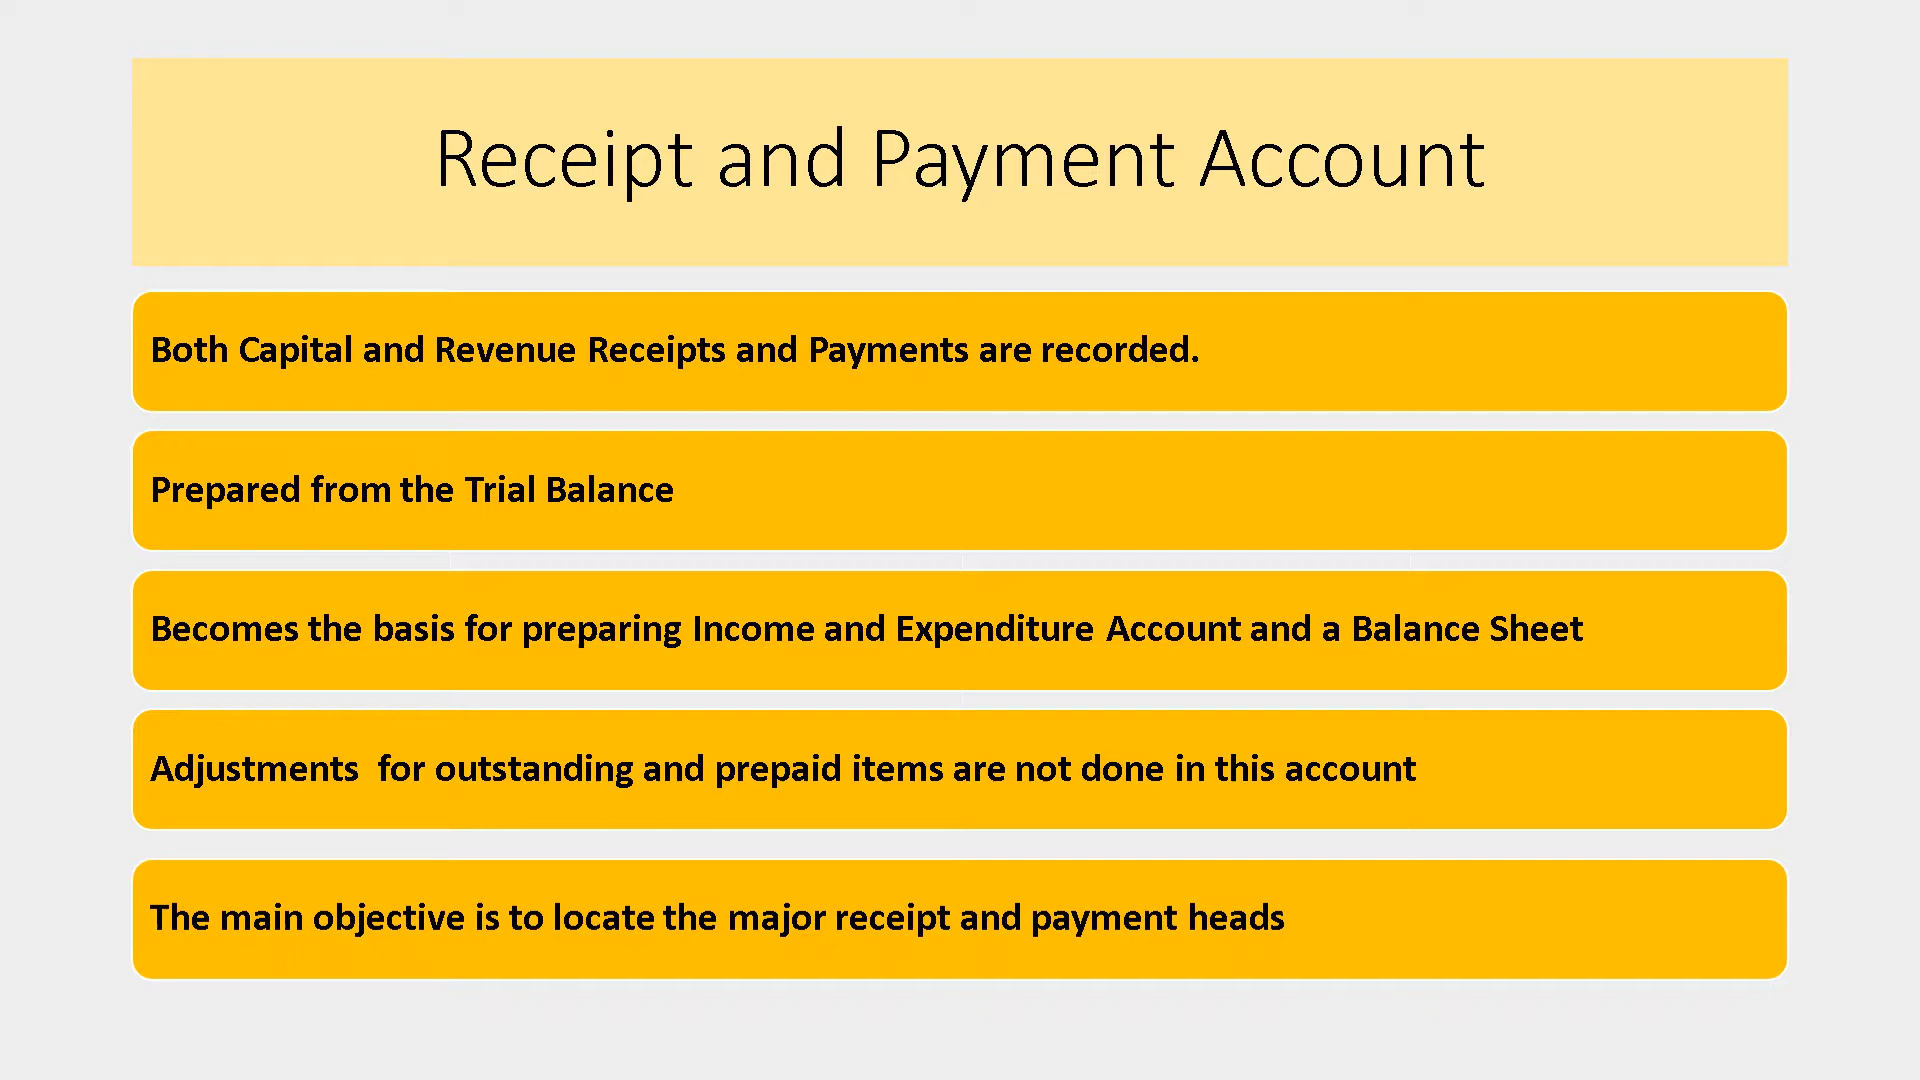 Receipt and Payment Account
Both Capital and Revenue Receipts and Payments are recorded.
Prepared from the Trial Balance
Becomes the basis for preparing Income and Expenditure Account and a Balance Sheet
Adjustments  for outstanding and prepaid items are not done in this account
The main objective is to locate the major receipt and payment heads